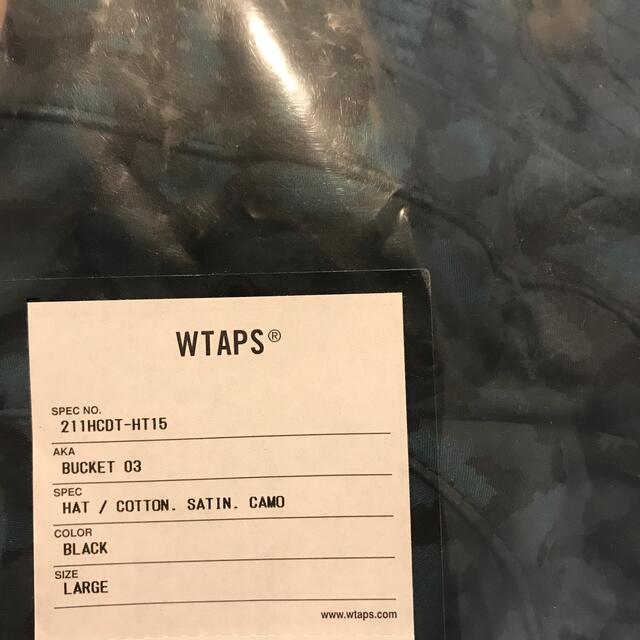 WTAPS®
SPEC NO.
211HCDT-HT15
AKA
BUCKET 03
SPEC
HAT / COTTON. SATIN. CAMO
COLOR
BLACK
SIZE
LARGE
www.wtaps.com